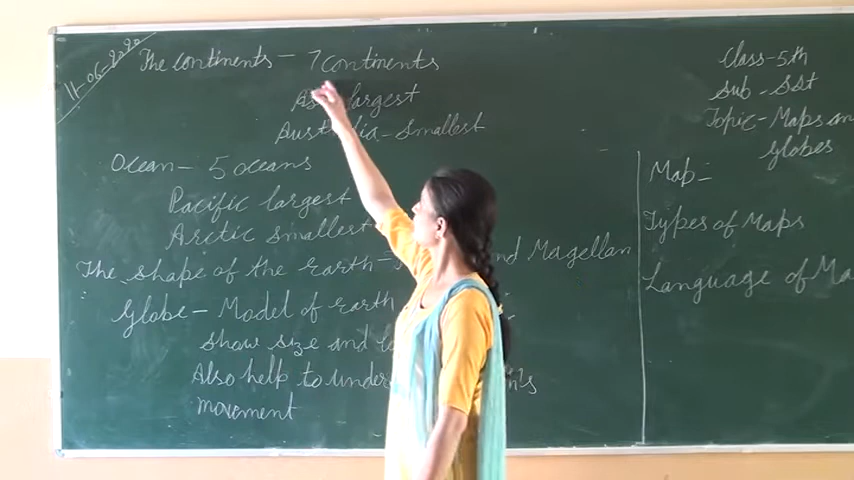 11-06-2020
The continents - 7 continents
largest
Australia - Smallest
Ocean - 5 oceans
Pacific largest
Arctic Smallest
The shape of the Earth - and Magellan
Globe - Model of Earth
Show size and
Also help to
movement
Class - 5th
Sub - SSt
Topic - Maps an
Globes
Map :-
Types of Maps
Language of Ma